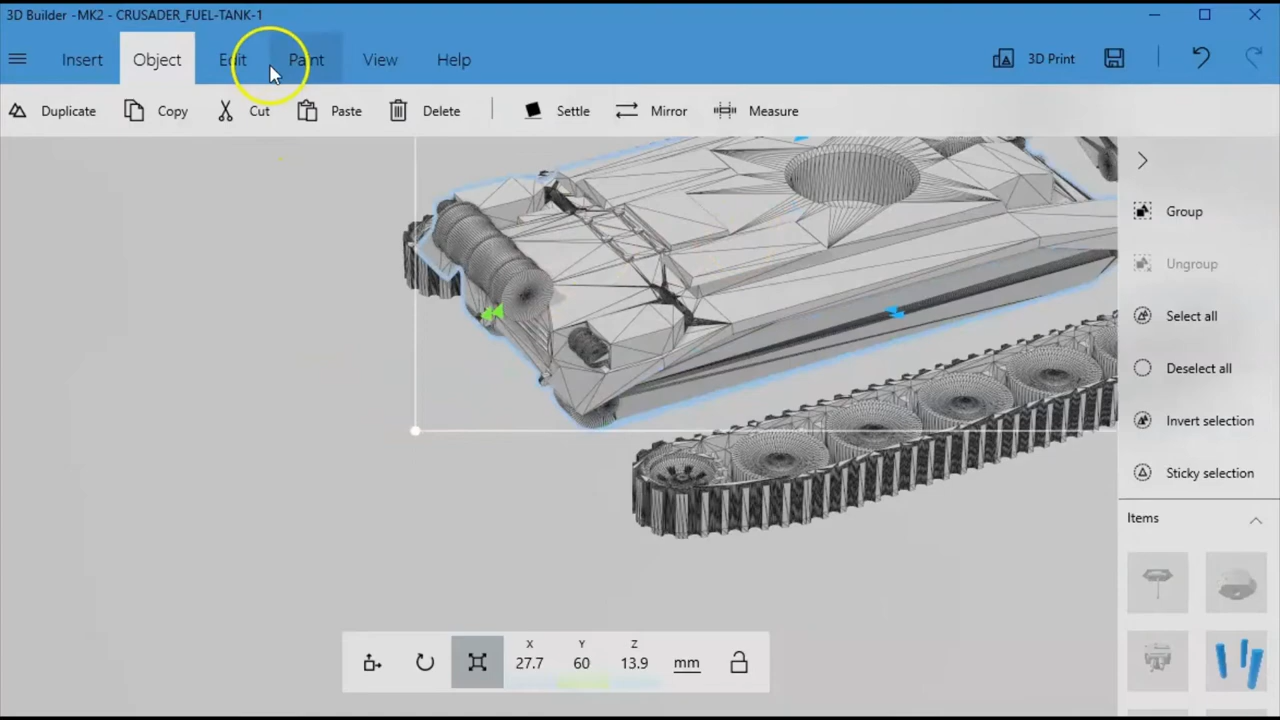 3D Builder -MK2 - CRUSADER_FUEL-TANK-1
Insert Object Edit Paint View Help 3D Print
Duplicate Copy Cut Paste Delete Settle Mirror Measure
Group
Ungroup
Select all
Deselect all
Invert selection
Sticky selection
Items
X Y Z
27.7 60 13.9 mm